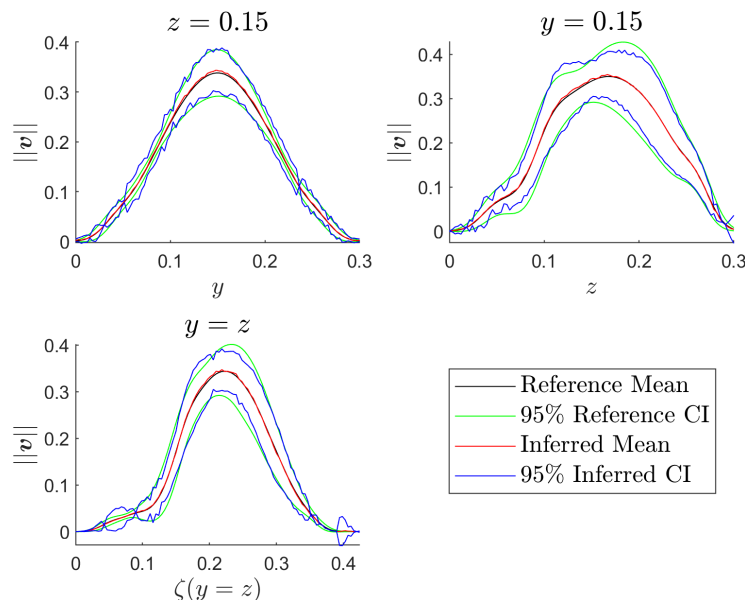 z = 0.15
0.4
0.3
0.2
0.1
0
||v||
0 0.1 0.2 0.3
y
y = 0.15
0.4
0.3
0.2
0.1
0
||v||
0 0.1 0.2 0.3
z
y = z
0.4
0.3
0.2
0.1
0
||v||
0 0.1 0.2 0.3 0.4
ζ(y = z)
Reference Mean
95% Reference CI
Inferred Mean
95% Inferred CI